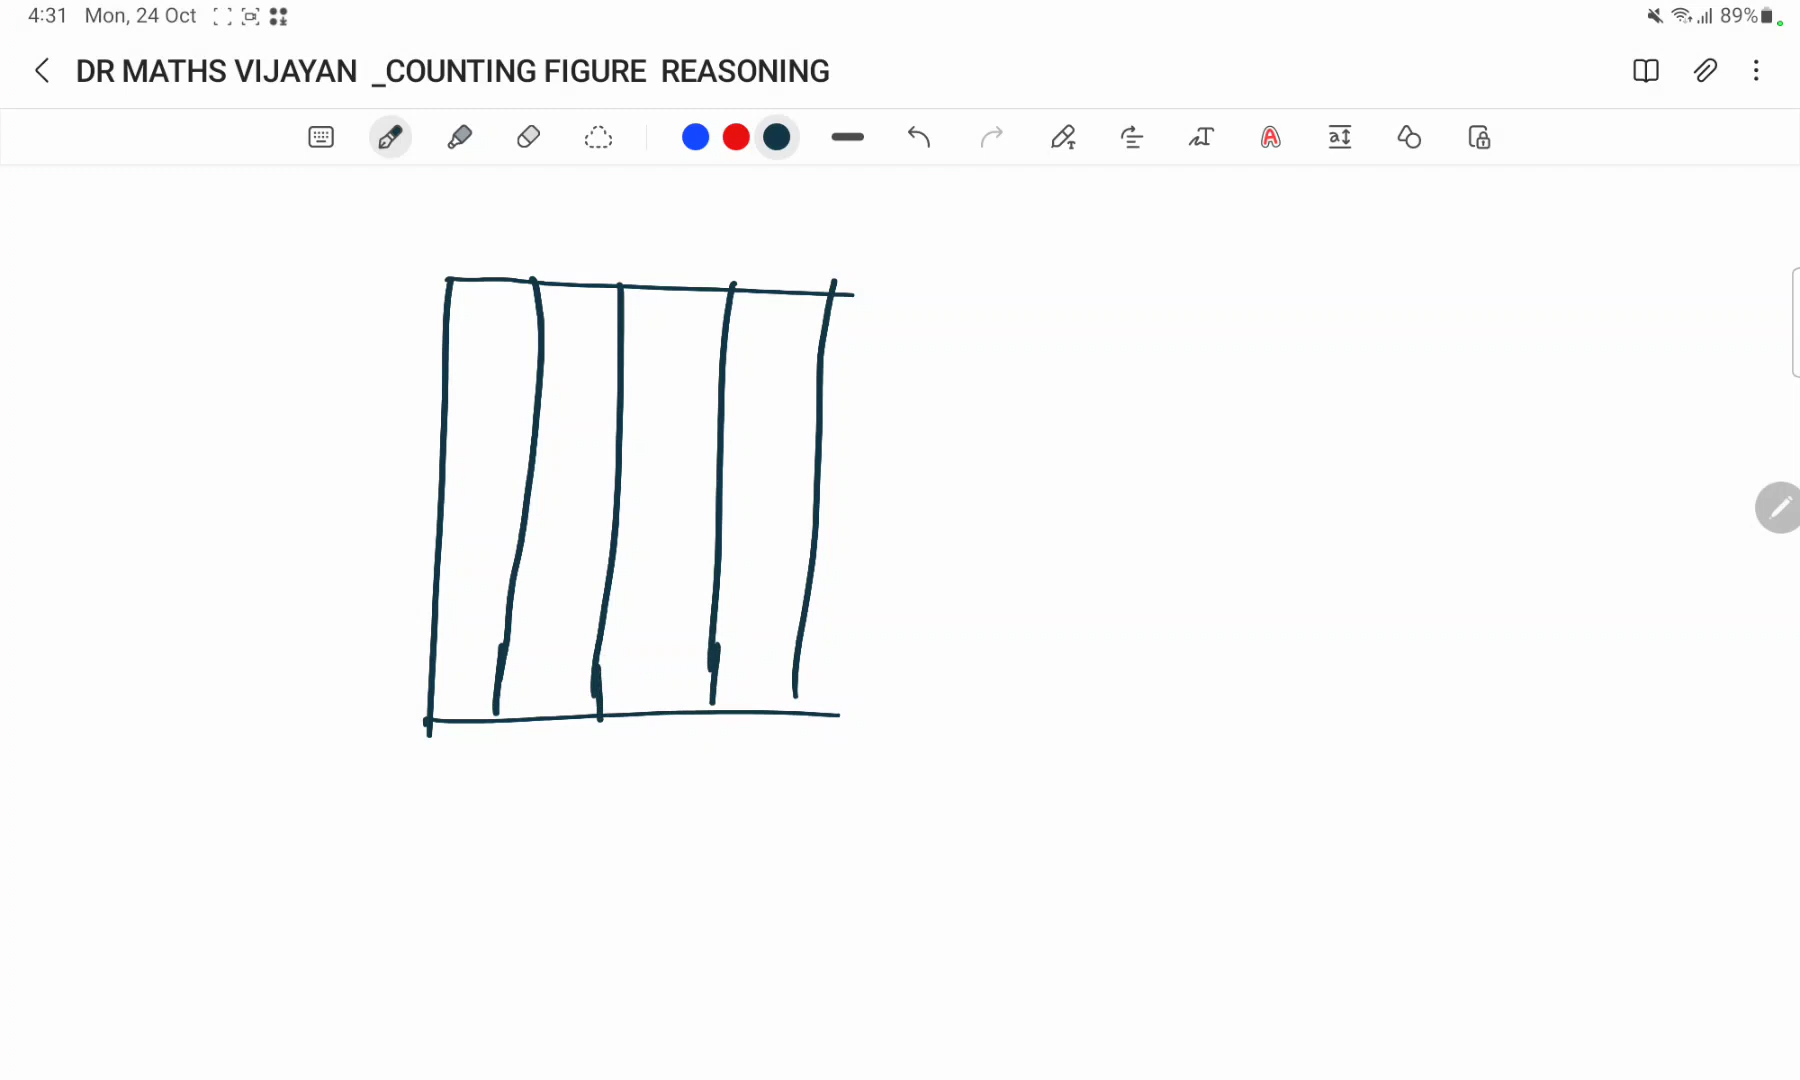 4:31 Mon, 24 Oct 89%
DR MATHS VIJAYAN _COUNTING FIGURE REASONING